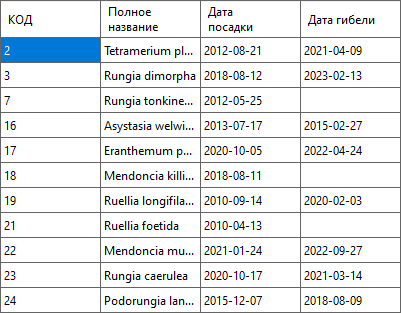 КОД Полное название Дата посадки Дата гибели
2 Tetramerium pl... 2012-08-21 2021-04-09
3 Rungia dimorpha 2018-08-12 2023-02-13
7 Rungia tonkine... 2012-05-25
16 Asystasia welwi... 2013-07-17 2015-02-27
17 Eranthemum p... 2020-10-05 2022-04-24
18 Mendoncia killi... 2018-08-11
19 Ruellia longifila... 2010-09-14 2020-02-03
21 Ruellia foetida 2010-04-13
22 Mendoncia mu... 2021-01-24 2022-09-27
23 Rungia caerulea 2020-10-17 2021-03-14
24 Podorungia lan... 2015-12-07 2018-08-09